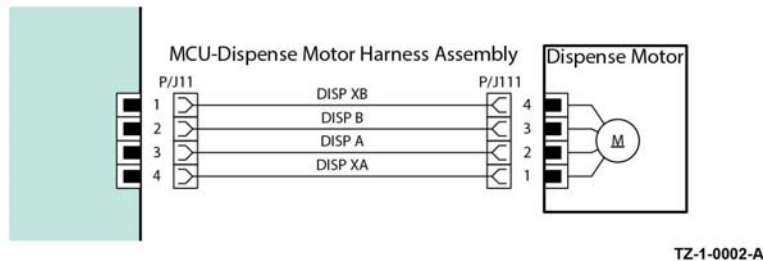 MCU-Dispense Motor Harness Assembly
Dispense Motor
P/J11 P/J111
1 DISP XB 4
2 DISP B 3
3 DISP A 2
4 DISP XA 1
M
TZ-1-0002-A